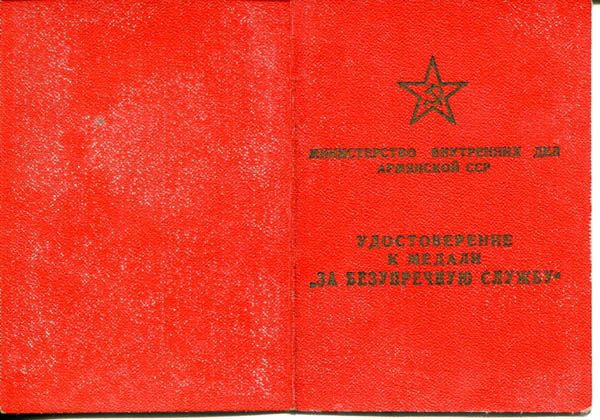 МИНИСТЕРСТВО ВНУТРЕННИХ ДЕЛ
АРМЯНСКОЙ ССР
УДОСТОВЕРЕНИЕ
К МЕДАЛИ
„ЗА БЕЗУПРЕЧНУЮ СЛУЖБУ“